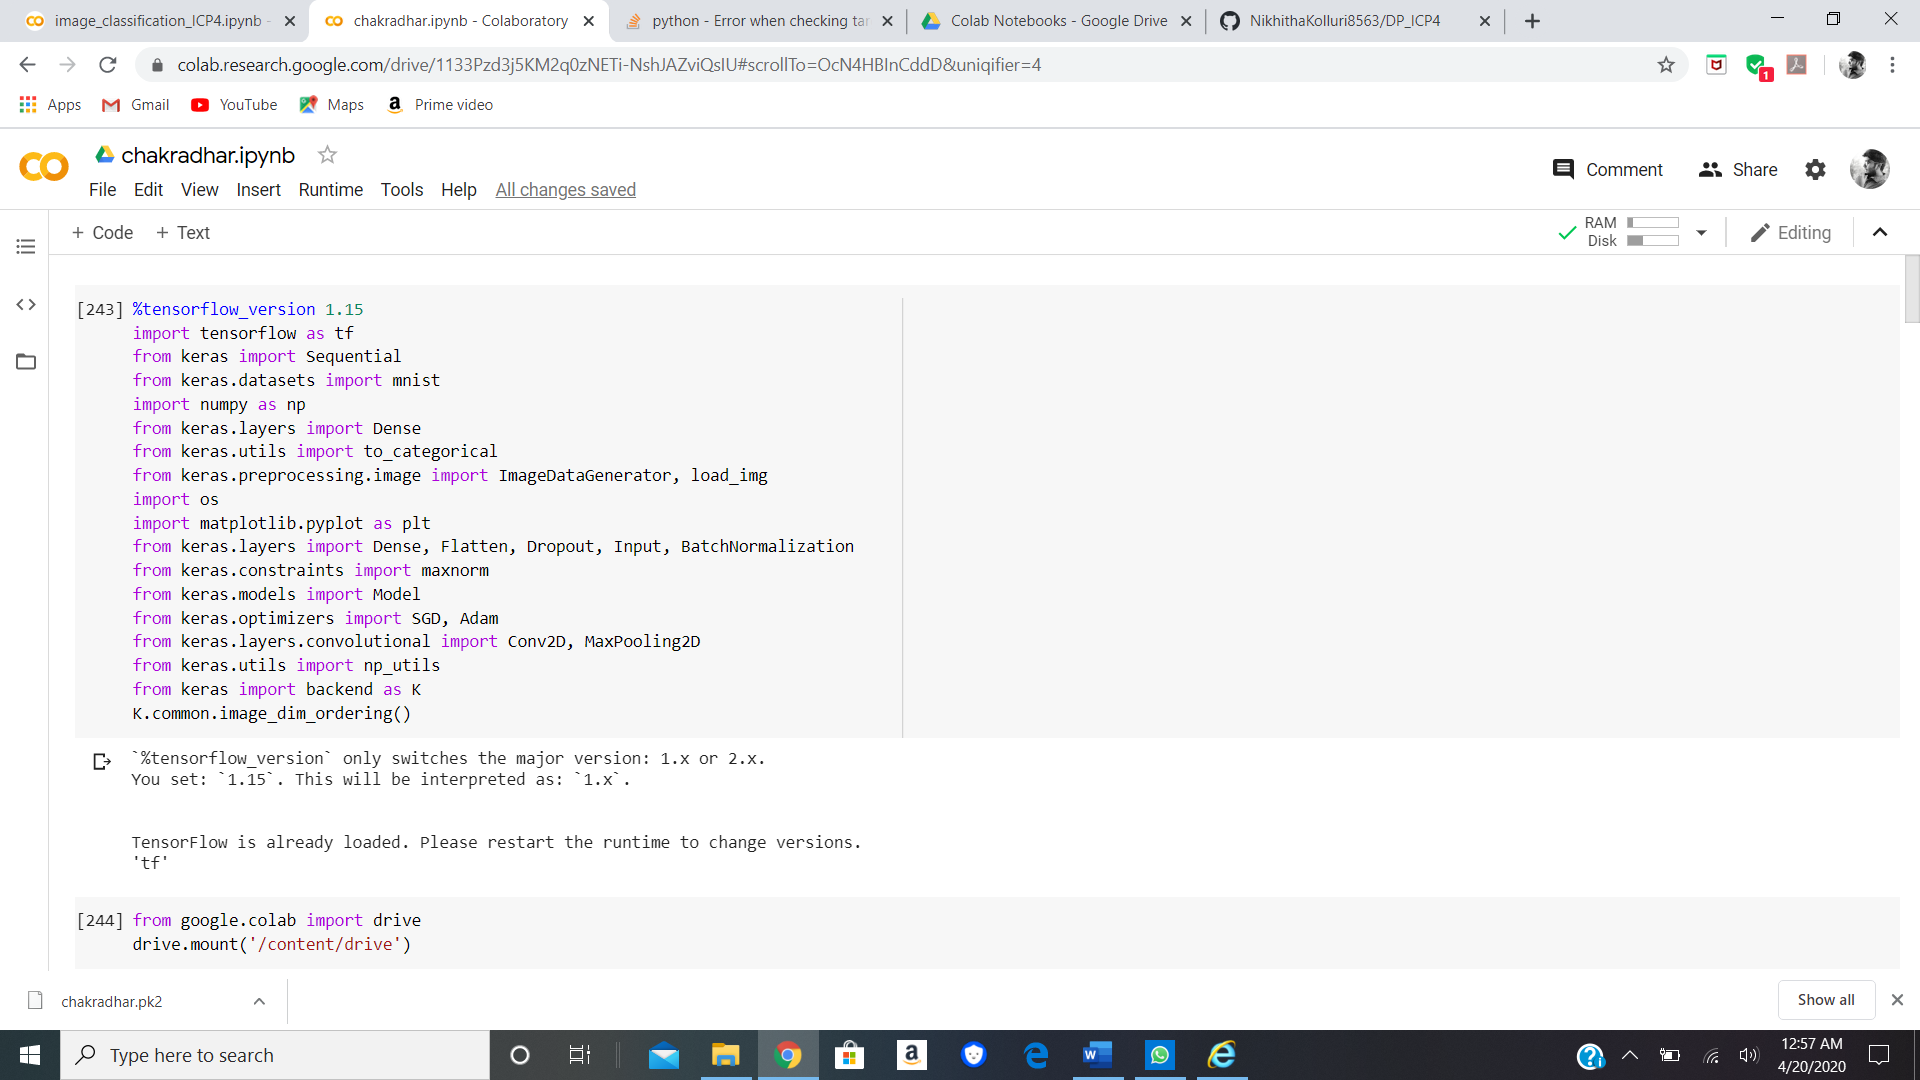 image_classification_ICP4.ipynb -
chakradhar.ipynb - Colaboratory
python - Error when checking tar
Colab Notebooks - Google Drive
NikhithaKolluri8563/DP_ICP4
colab.research.google.com/drive/1133Pzd3j5KM2q0zNETi-NshJAZviQsIU#scrollTo=OcN4HBInCddD&uniqifier=4
1
Apps
Gmail
YouTube
Maps
Prime video
chakradhar.ipynb
Comment
Share
File Edit View Insert Runtime Tools Help All changes saved
+ Code + Text
RAM
Disk
Editing
[243] %tensorflow_version 1.15
import tensorflow as tf
from keras import Sequential
from keras.datasets import mnist
import numpy as np
from keras.layers import Dense
from keras.utils import to_categorical
from keras.preprocessing.image import ImageDataGenerator, load_img
import os
import matplotlib.pyplot as plt
from keras.layers import Dense, Flatten, Dropout, Input, BatchNormalization
from keras.constraints import maxnorm
from keras.models import Model
from keras.optimizers import SGD, Adam
from keras.layers.convolutional import Conv2D, MaxPooling2D
from keras.utils import np_utils
from keras import backend as K
K.common.image_dim_ordering()
`%tensorflow_version` only switches the major version: 1.x or 2.x.
You set: `1.15`. This will be interpreted as: `1.x`.
TensorFlow is already loaded. Please restart the runtime to change versions.
'tf'
[244] from google.colab import drive
drive.mount('/content/drive')
chakradhar.pk2
Show all
Type here to search
12:57 AM
4/20/2020